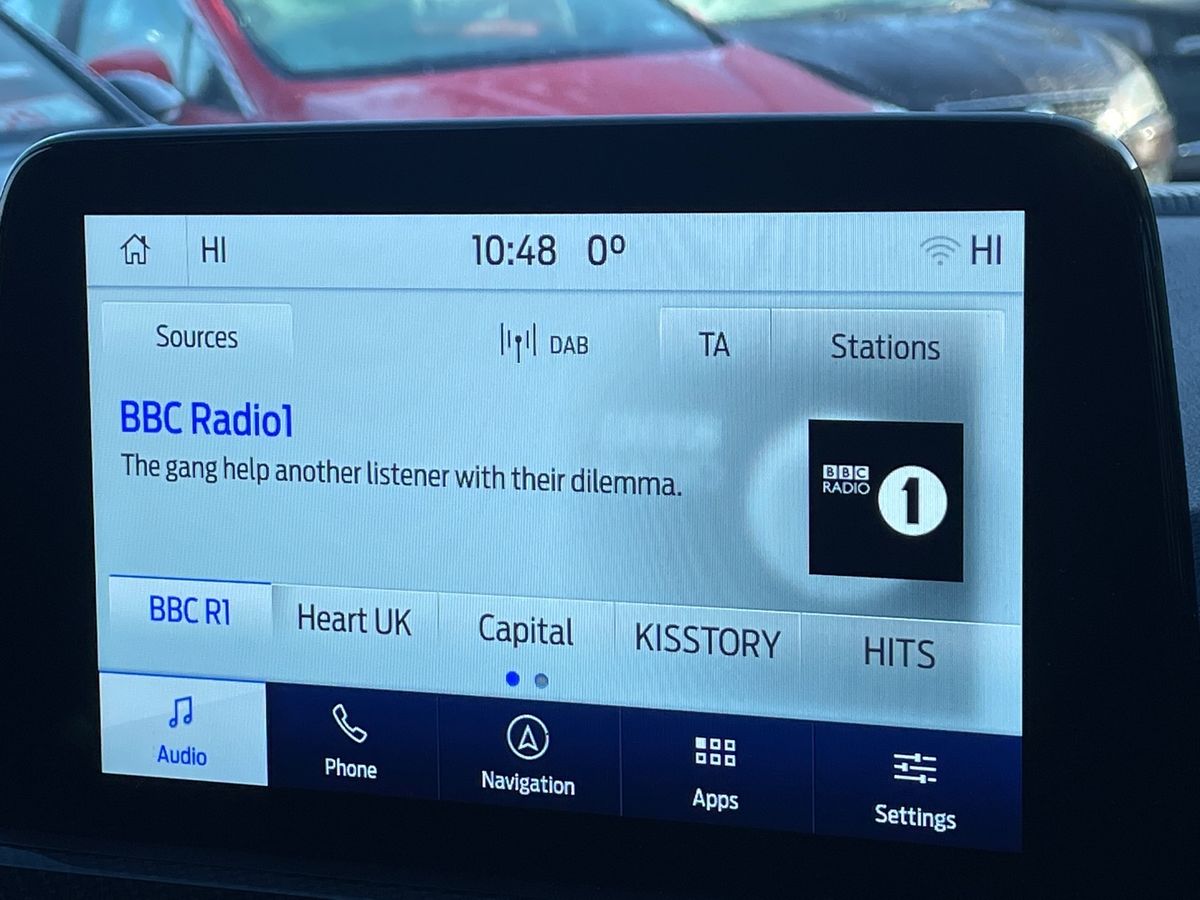 HI 10:48 0° HI
Sources DAB TA Stations
BBC Radio1
The gang help another listener with their dilemma.
BBC
RADIO 1
BBC R1 Heart UK Capital KISSTORY HITS
Audio Phone Navigation Apps Settings